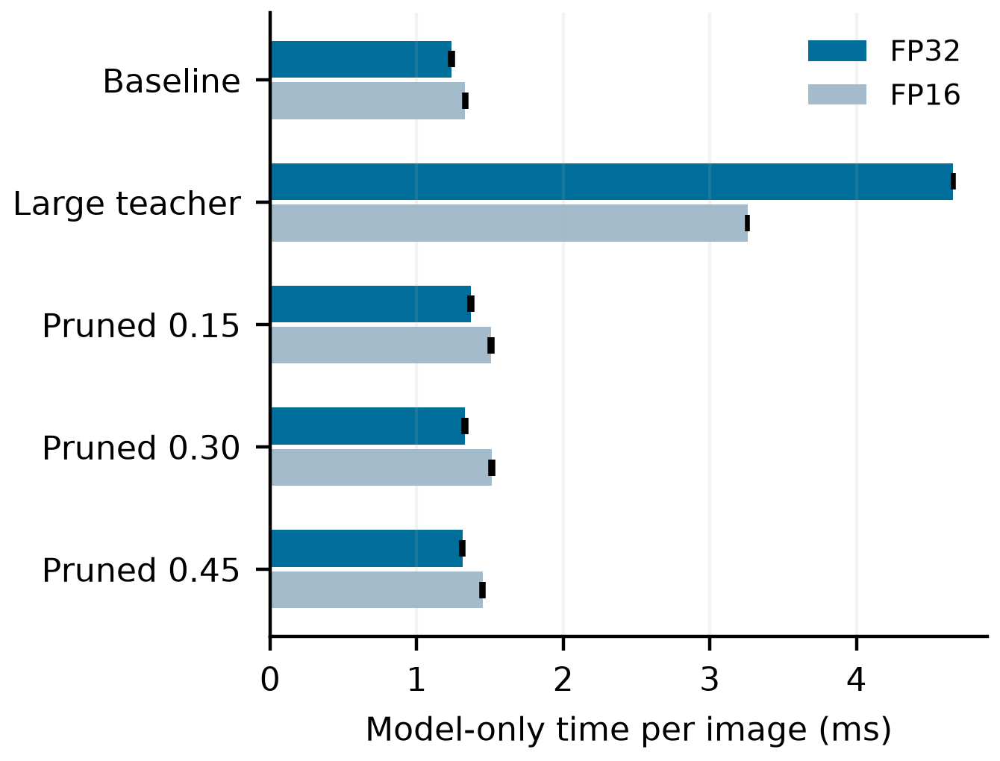 FP32
FP16
Baseline
Large teacher
Pruned 0.15
Pruned 0.30
Pruned 0.45
0 1 2 3 4
Model-only time per image (ms)